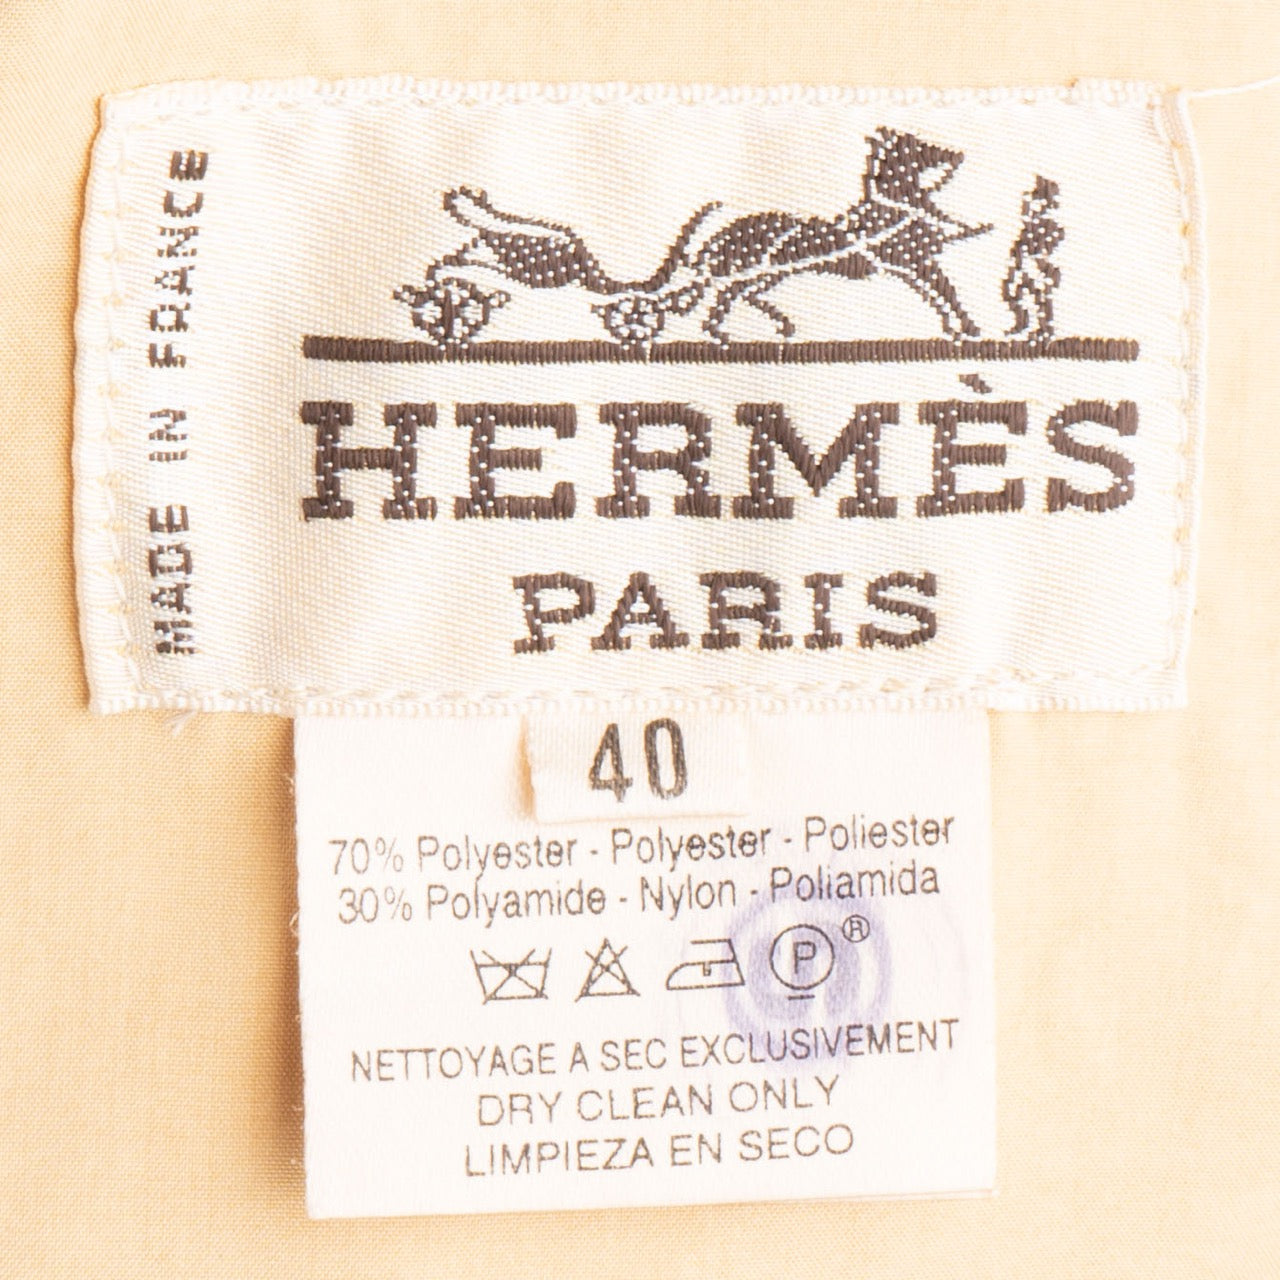 MADE IN FRANCE
HERMÈS
PARIS
40
70% Polyester - Polyester - Poliester
30% Polyamide - Nylon - Poliamida
P ®
NETTOYAGE A SEC EXCLUSIVEMENT
DRY CLEAN ONLY
LIMPIEZA EN SECO